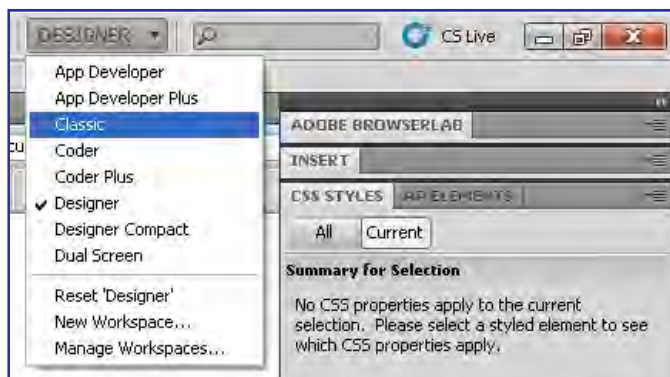 DESIGNER
CS Live
App Developer
App Developer Plus
Classic
Coder
Coder Plus
Designer
Designer Compact
Dual Screen
Reset 'Designer'
New Workspace...
Manage Workspaces...
cu
ADOBE BROWSERLAB
INSERT
CSS STYLES AP ELEMENTS
All Current
Summary for Selection
No CSS properties apply to the current
selection. Please select a styled element to see
which CSS properties apply.